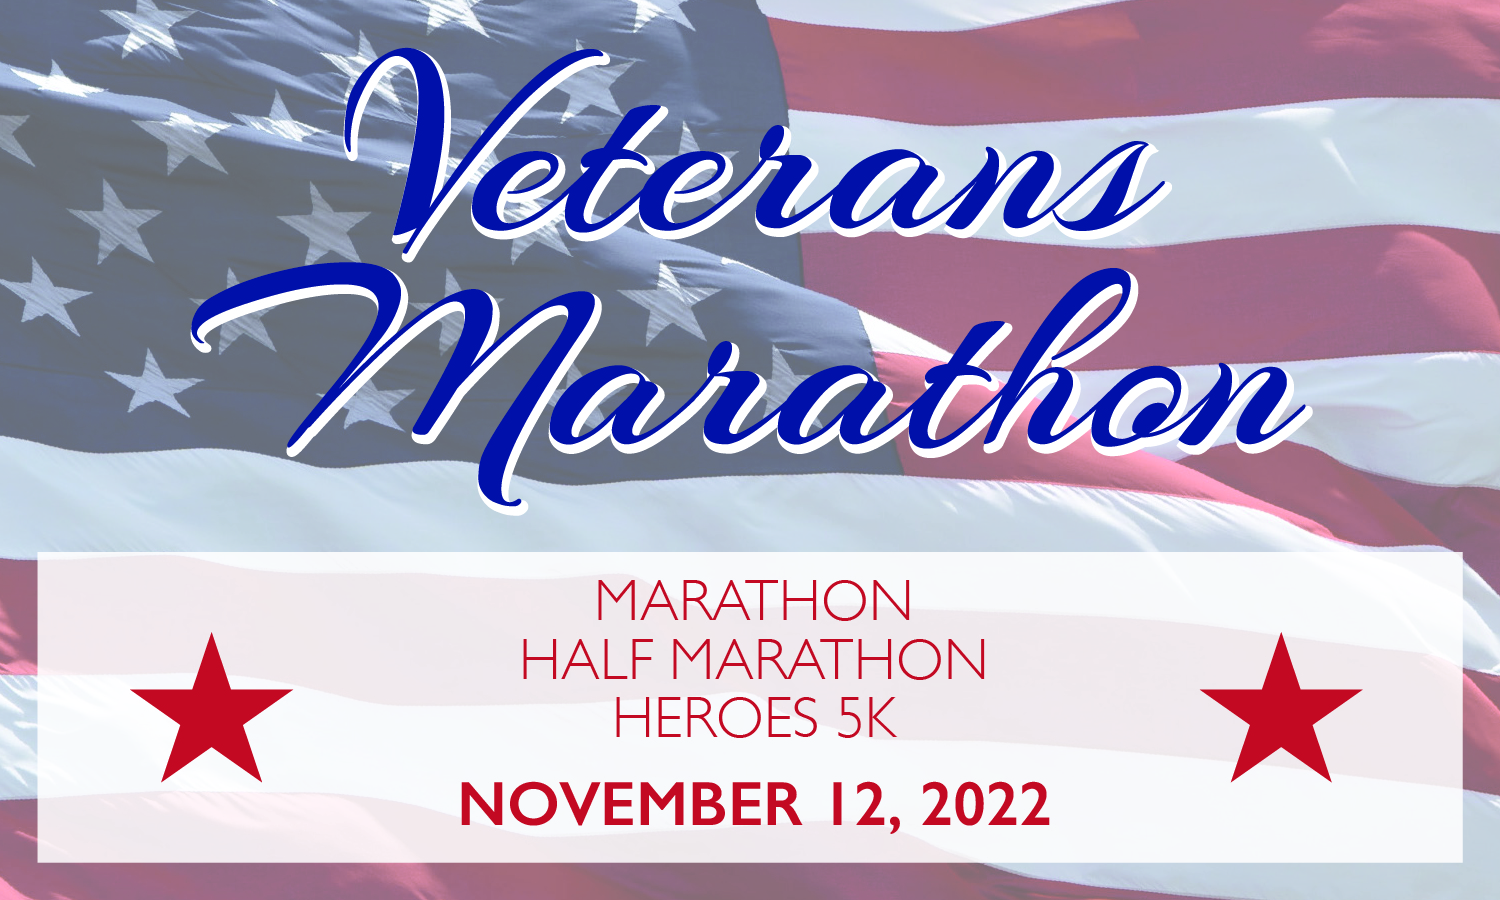 Veterans
Marathon
MARATHON
HALF MARATHON
HEROES 5K
NOVEMBER 12, 2022